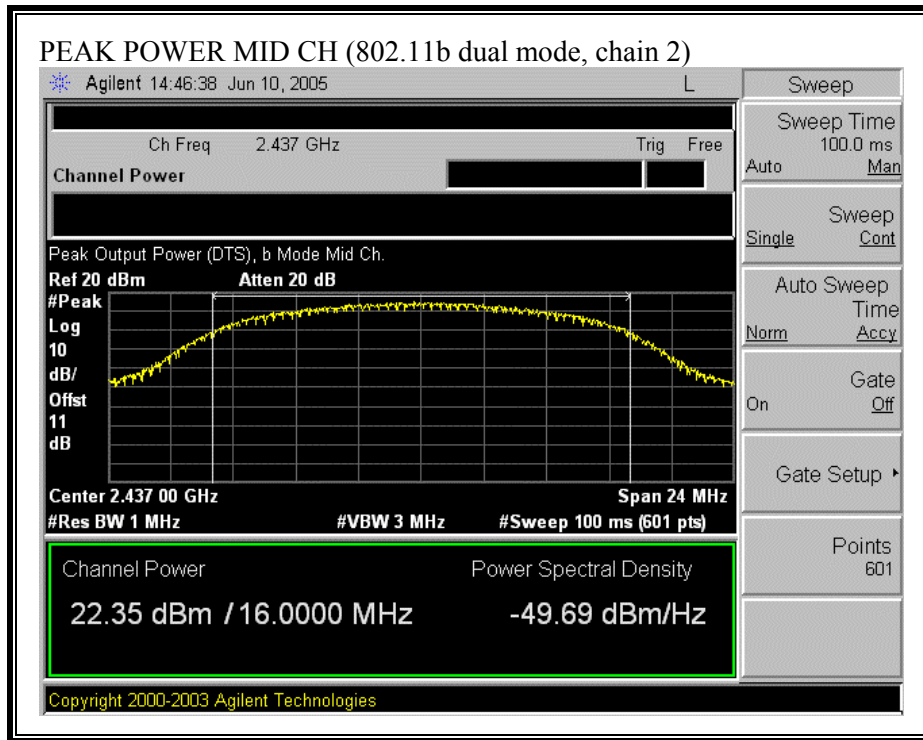 PEAK POWER MID CH (802.11b dual mode, chain 2)
Agilent 14:46:38 Jun 10, 2005 L
Ch Freq 2.437 GHz Trig Free
Channel Power
Peak Output Power (DTS), b Mode Mid Ch.
Ref 20 dBm Atten 20 dB
#Peak
Log
10
dB/
Offst
11
dB
Center 2.437 00 GHz Span 24 MHz
#Res BW 1 MHz #VBW 3 MHz #Sweep 100 ms (601 pts)
Channel Power Power Spectral Density
22.35 dBm / 16.0000 MHz -49.69 dBm/Hz
Copyright 2000-2003 Agilent Technologies
Sweep
Sweep Time
100.0 ms
Auto Man
Sweep
Single Cont
Auto Sweep
Time
Norm Accy
Gate
On Off
Gate Setup
Points
601